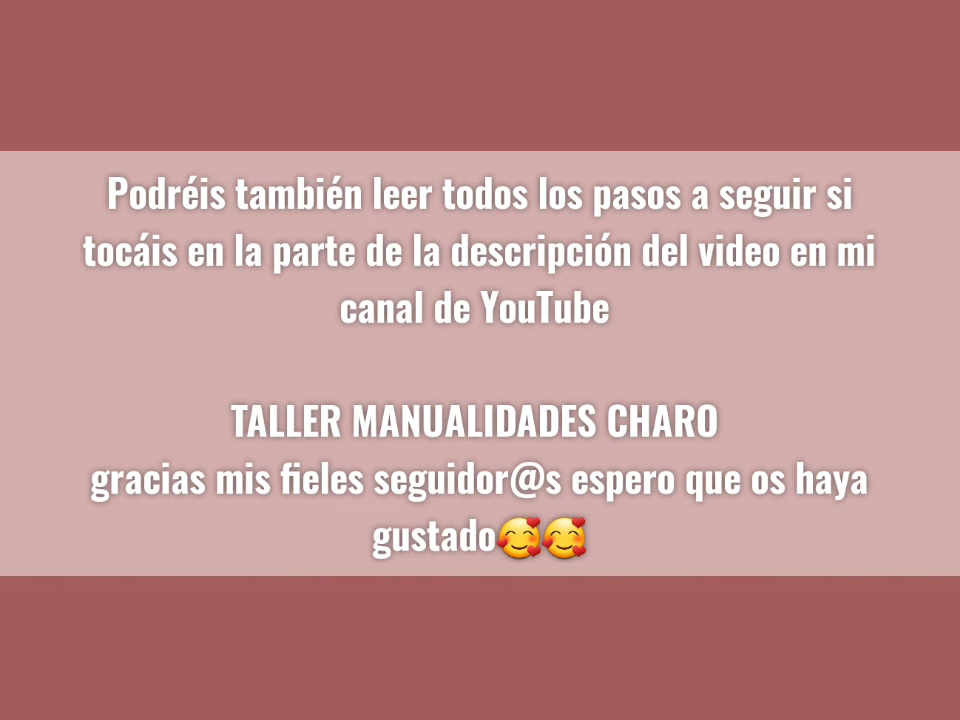 Podréis también leer todos los pasos a seguir si
tocáis en la parte de la descripción del video en mi
canal de YouTube
TALLER MANUALIDADES CHARO
gracias mis fieles seguidor@s espero que os haya
gustado🥰🥰